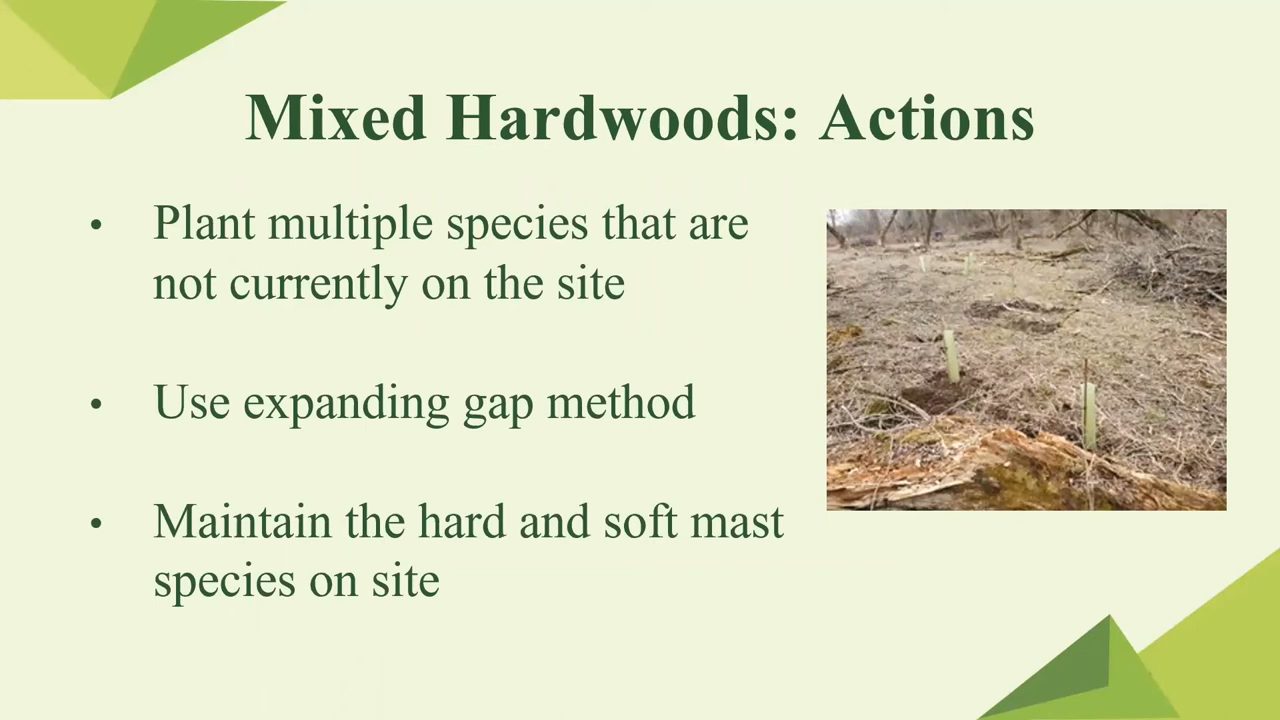 Mixed Hardwoods: Actions
• Plant multiple species that are
not currently on the site
• Use expanding gap method
• Maintain the hard and soft mast
species on site